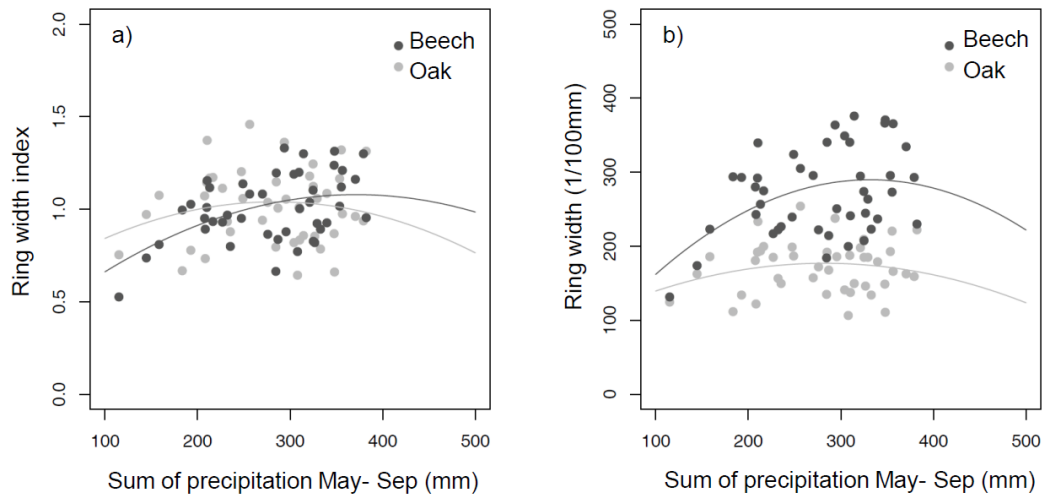 a)
Beech
Oak
2.0
1.5
1.0
0.5
0.0
Ring width index
100 200 300 400 500
Sum of precipitation May- Sep (mm)
b)
Beech
Oak
500
400
300
200
100
0
Ring width (1/100mm)
100 200 300 400 500
Sum of precipitation May- Sep (mm)